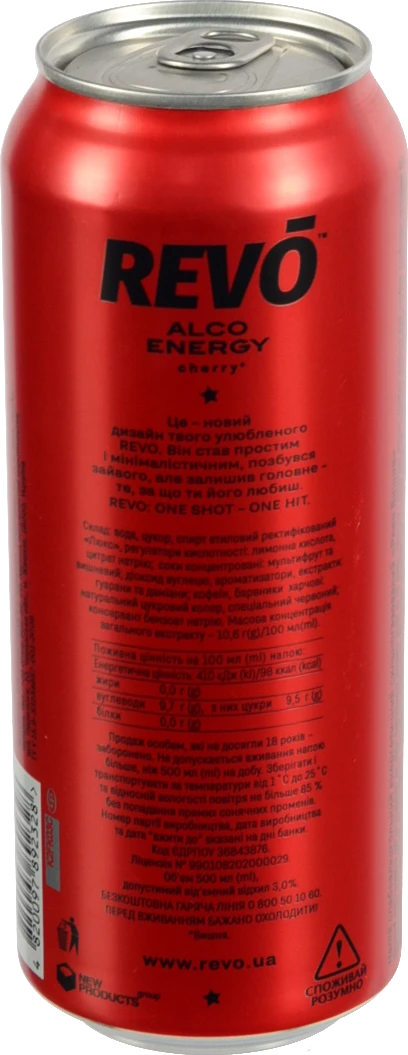 REVŌ™
ALCO
ENERGY
cherry*
Це – новий
дизайн твого улюбленого
REVO. Він став простим
і мінімалістичним, позбувся
зайвого, але залишив головне –
те, за що ти його любиш.
REVO: ONE SHOT – ONE HIT.
Склад: вода, цукор, спирт етиловий ректифікований
«Люкс», регулятори кислотності: лимонна кислота,
цитрат натрію; соки концентровані: мультифрут та
вишневий; діоксид вуглецю, ароматизатори, екстракти
гуарани та даміани; кофеїн, барвники харчові:
натуральний цукровий колер, спеціальний червоний;
консервант бензоат натрію. Масова концентрація
загального екстракту – 10,6 г(g)/100 мл(ml).
Поживна цінність на 100 мл (ml) напою:
Енергетична цінність: 410 кДж (kJ)/98 ккал (kcal)
жири 0,0 г (g)
вуглеводи 9,7 г (g), в них цукри 9,5 г (g)
білки 0,0 г (g)
Продаж особам, які не досягли 18 років –
заборонено. Не допускається вживання напою
більше, ніж 500 мл (ml) на добу. Зберігати і
транспортувати за температури від 1°C до 25°C
та відносній вологості повітря не більше 85 %
без попадання прямих сонячних променів.
Номер партії виробництва, дата виробництва
та дата "вжити до" вказані на дні банки.
Код ЄДРПОУ 36843876.
Ліцензія № 990108202000029.
Об'єм 500 мл (ml),
допустимий від'ємний відхил 3,0%.
БЕЗКОШТОВНА ГАРЯЧА ЛІНІЯ 0 800 50 10 60.
ПЕРЕД ВЖИВАННЯМ БАЖАНО ОХОЛОДИТИ!
*Вишня.
www.revo.ua
4 820097 892328 >
NEW
PRODUCTS group
СПОЖИВАЙ
РОЗУМНО